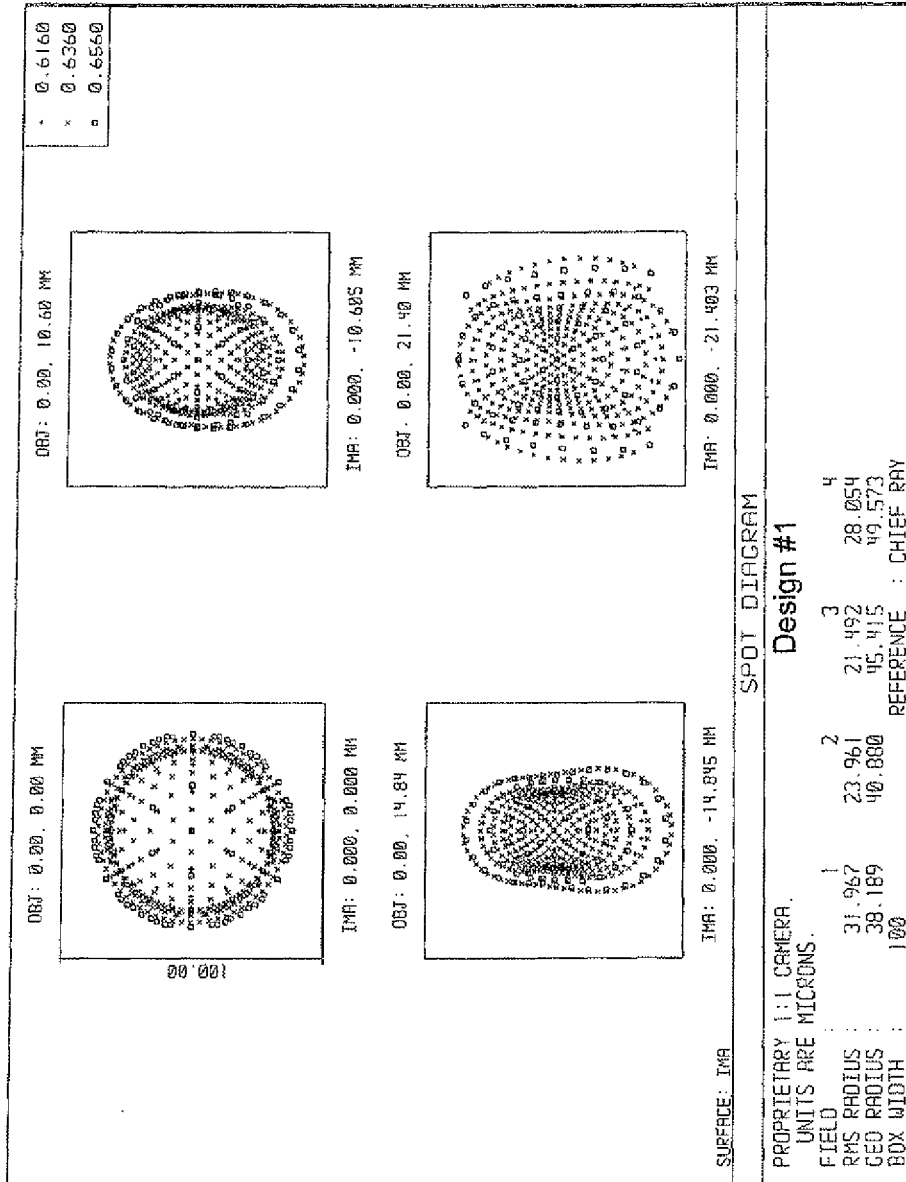 + 0.6160
× 0.6360
□ 0.6560
OBJ: 0.00, 0.00 MM
OBJ: 0.00, 10.60 MM
100.00
IMA: 0.000, 0.000 MM
IMA: 0.000, -10.605 MM
OBJ: 0.00, 14.84 MM
OBJ: 0.00, 21.40 MM
IMA: 0.000, -14.845 MM
IMA: 0.000, -21.403 MM
SURFACE: IMA
SPOT DIAGRAM
PROPRIETARY 1:1 CAMERA.
Design #1
UNITS ARE MICRONS.
FIELD : 1 2 3 4
RMS RADIUS : 31.967 23.961 21.492 28.054
GEO RADIUS : 38.189 40.880 45.415 49.573
BOX WIDTH : 100 REFERENCE : CHIEF RAY